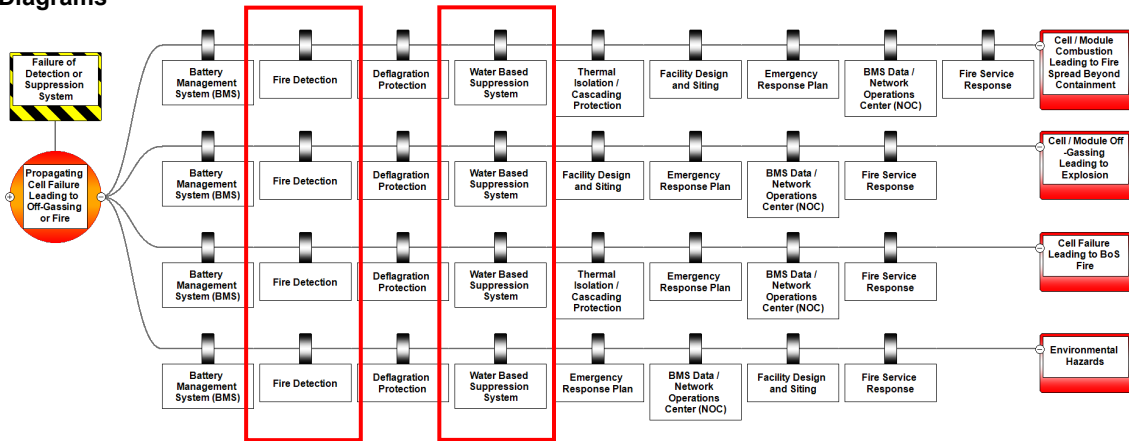 Diagrams
Failure of
Detection or
Suppression
System
Propagating
Cell Failure
Leading to
Off-Gassing
or Fire
Battery
Management
System (BMS)
Fire Detection
Deflagration
Protection
Water Based
Suppression
System
Thermal
Isolation /
Cascading
Protection
Facility Design
and Siting
Emergency
Response Plan
BMS Data /
Network
Operations
Center (NOC)
Fire Service
Response
Cell / Module
Combustion
Leading to Fire
Spread Beyond
Containment
Battery
Management
System (BMS)
Fire Detection
Deflagration
Protection
Water Based
Suppression
System
Facility Design
and Siting
Emergency
Response Plan
BMS Data /
Network
Operations
Center (NOC)
Fire Service
Response
Cell / Module Off
-Gassing
Leading to
Explosion
Battery
Management
System (BMS)
Fire Detection
Deflagration
Protection
Water Based
Suppression
System
Thermal
Isolation /
Cascading
Protection
Emergency
Response Plan
BMS Data /
Network
Operations
Center (NOC)
Fire Service
Response
Cell Failure
Leading to BoS
Fire
Battery
Management
System (BMS)
Fire Detection
Deflagration
Protection
Water Based
Suppression
System
Emergency
Response Plan
BMS Data /
Network
Operations
Center (NOC)
Facility Design
and Siting
Fire Service
Response
Environmental
Hazards